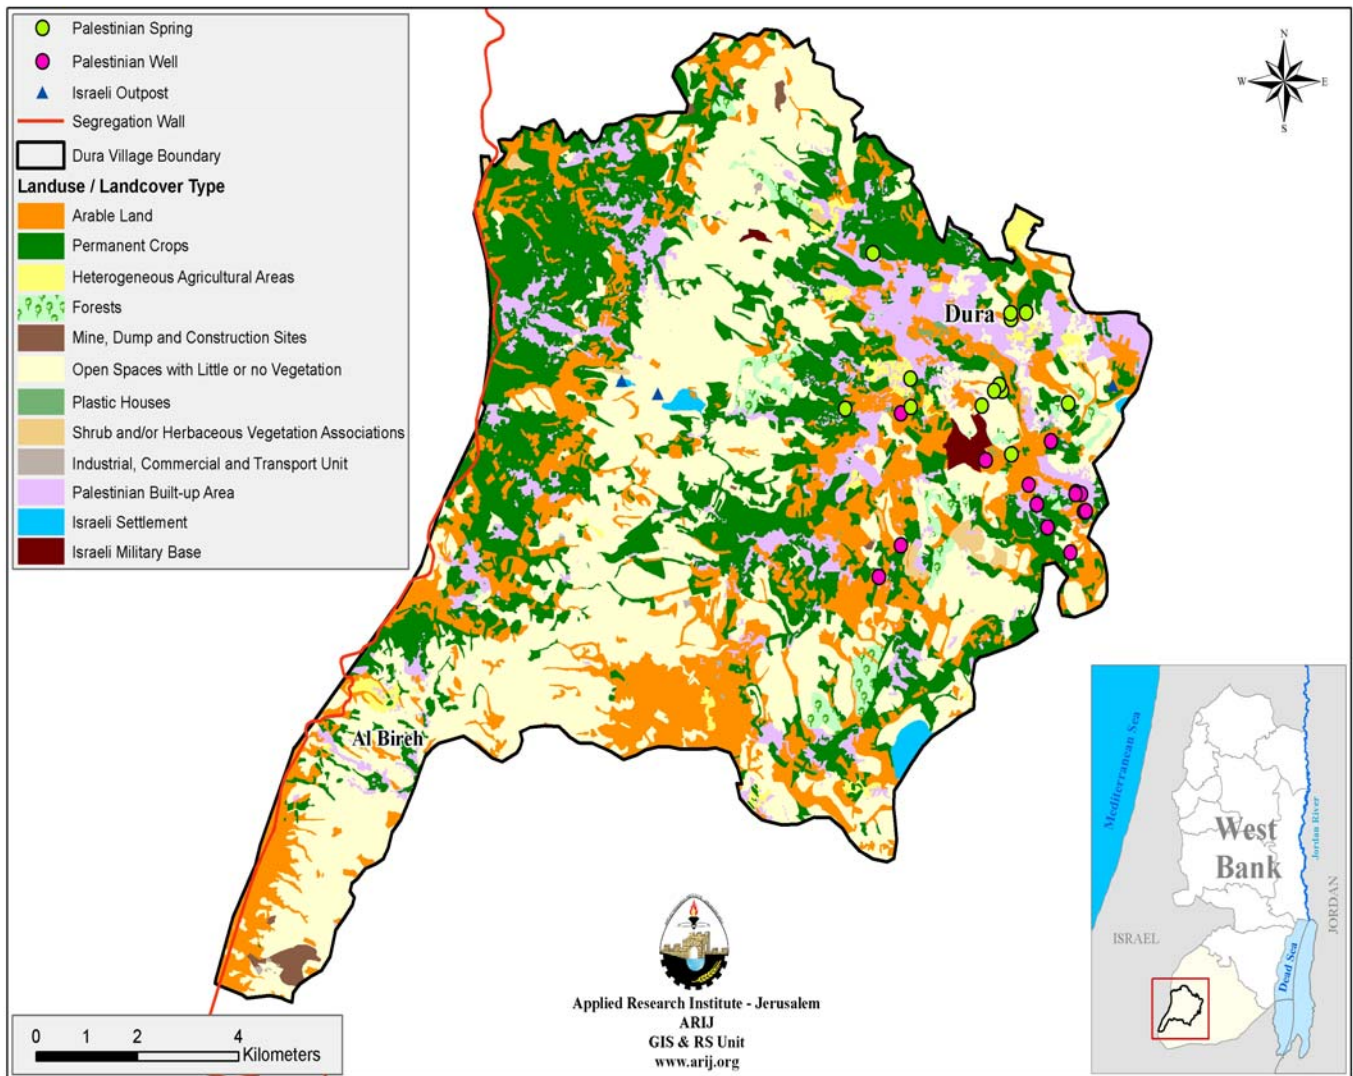 Palestinian Spring
Palestinian Well
Israeli Outpost
Segregation Wall
Dura Village Boundary
Landuse / Landcover Type
Arable Land
Permanent Crops
Heterogeneous Agricultural Areas
Forests
Mine, Dump and Construction Sites
Open Spaces with Little or no Vegetation
Plastic Houses
Shrub and/or Herbaceous Vegetation Associations
Industrial, Commercial and Transport Unit
Palestinian Built-up Area
Israeli Settlement
Israeli Military Base
N
W
E
S
Dura
Al Bireh
Mediterranean Sea
West
Bank
Jordan River
JORDAN
ISRAEL
Dead Sea
Applied Research Institute - Jerusalem
ARIJ
GIS & RS Unit
www.arij.org
0 1 2 4
Kilometers